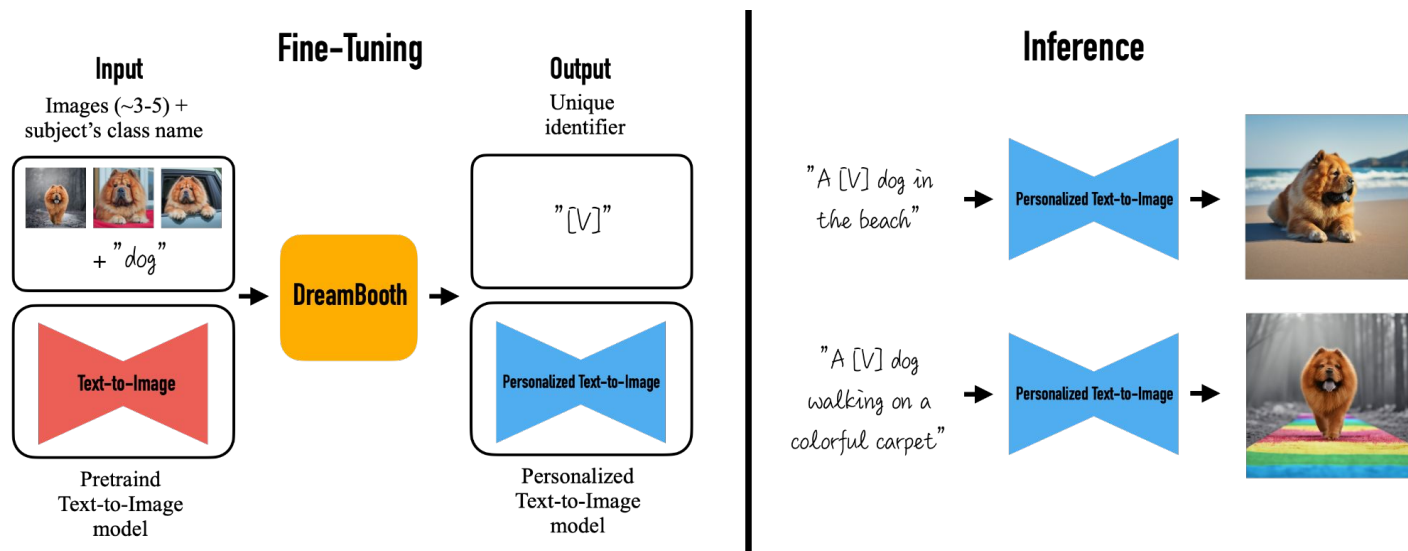 Fine-Tuning
Input
Images (~3-5) +
subject's class name
+ "dog"
Text-to-Image
Pretraind
Text-to-Image
model
DreamBooth
Output
Unique
identifier
"[V]"
Personalized Text-to-Image
Personalized
Text-to-Image
model
Inference
"A [V] dog in
the beach"
Personalized Text-to-Image
"A [V] dog
walking on a
colorful carpet"
Personalized Text-to-Image